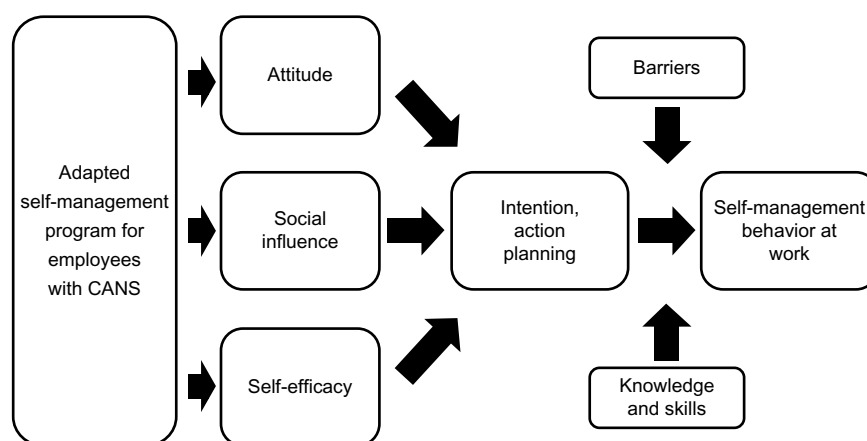 Adapted
self-management
program for
employees
with CANS
Attitude
Social
influence
Self-efficacy
Intention,
action
planning
Barriers
Self-management
behavior at
work
Knowledge
and skills